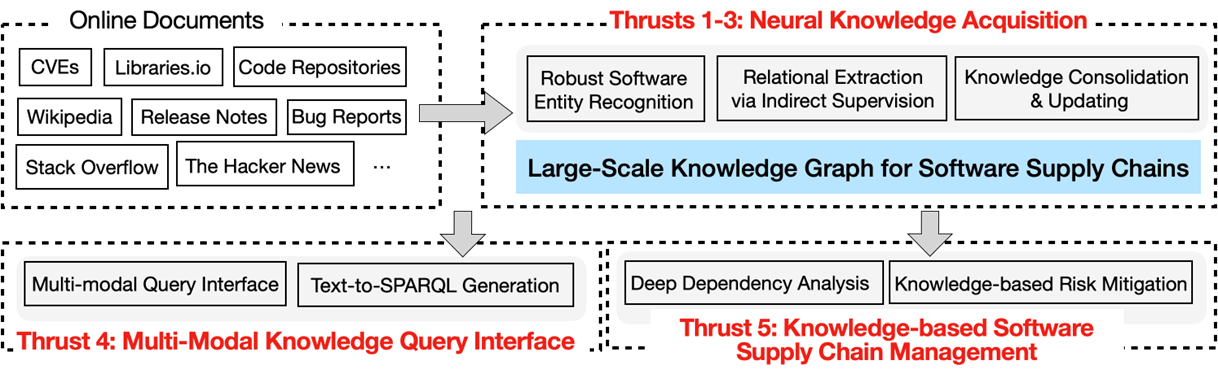 Online Documents
CVEs
Libraries.io
Code Repositories
Wikipedia
Release Notes
Bug Reports
Stack Overflow
The Hacker News
...
Thrusts 1-3: Neural Knowledge Acquisition
Robust Software
Entity Recognition
Relational Extraction
via Indirect Supervision
Knowledge Consolidation
& Updating
Large-Scale Knowledge Graph for Software Supply Chains
Multi-modal Query Interface
Text-to-SPARQL Generation
Thrust 4: Multi-Modal Knowledge Query Interface
Deep Dependency Analysis
Knowledge-based Risk Mitigation
Thrust 5: Knowledge-based Software
Supply Chain Management